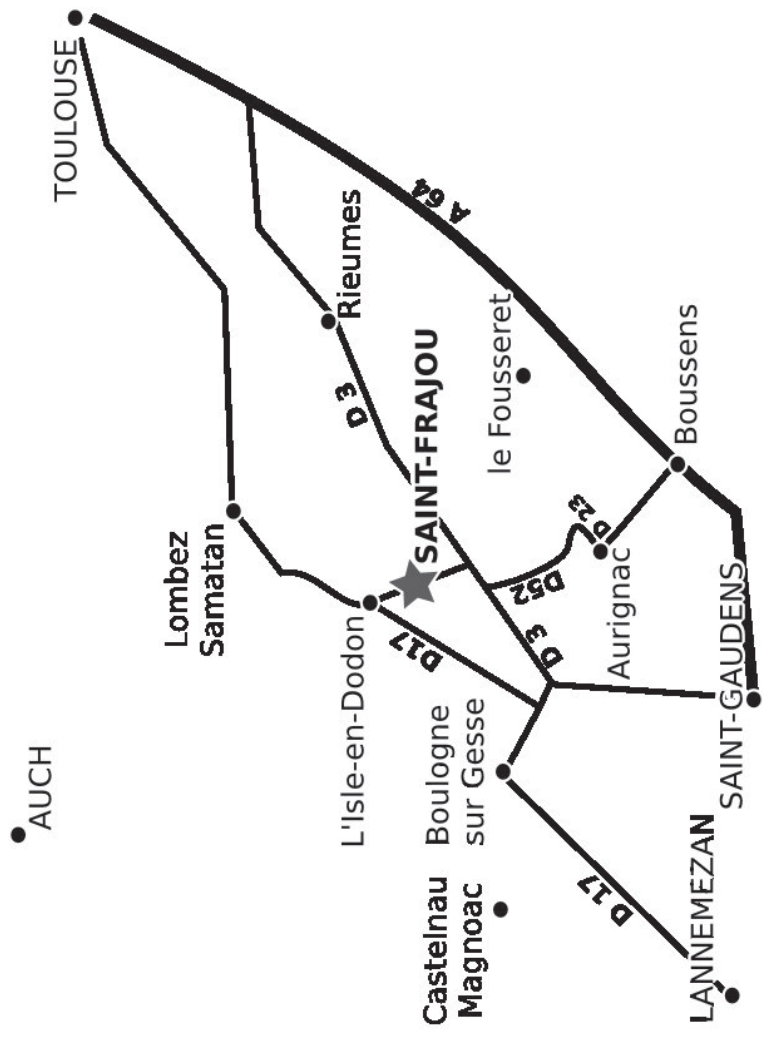 AUCH
TOULOUSE
Lombez
Samatan
Rieumes
A 64
D 3
L'Isle-en-Dodon
SAINT-FRAJOU
le Fousseret
D17
Castelnau
Magnoac
Boulogne
sur Gesse
D 3
D52
D 23
Aurignac
Boussens
D 17
LANNEMEZAN
SAINT-GAUDENS